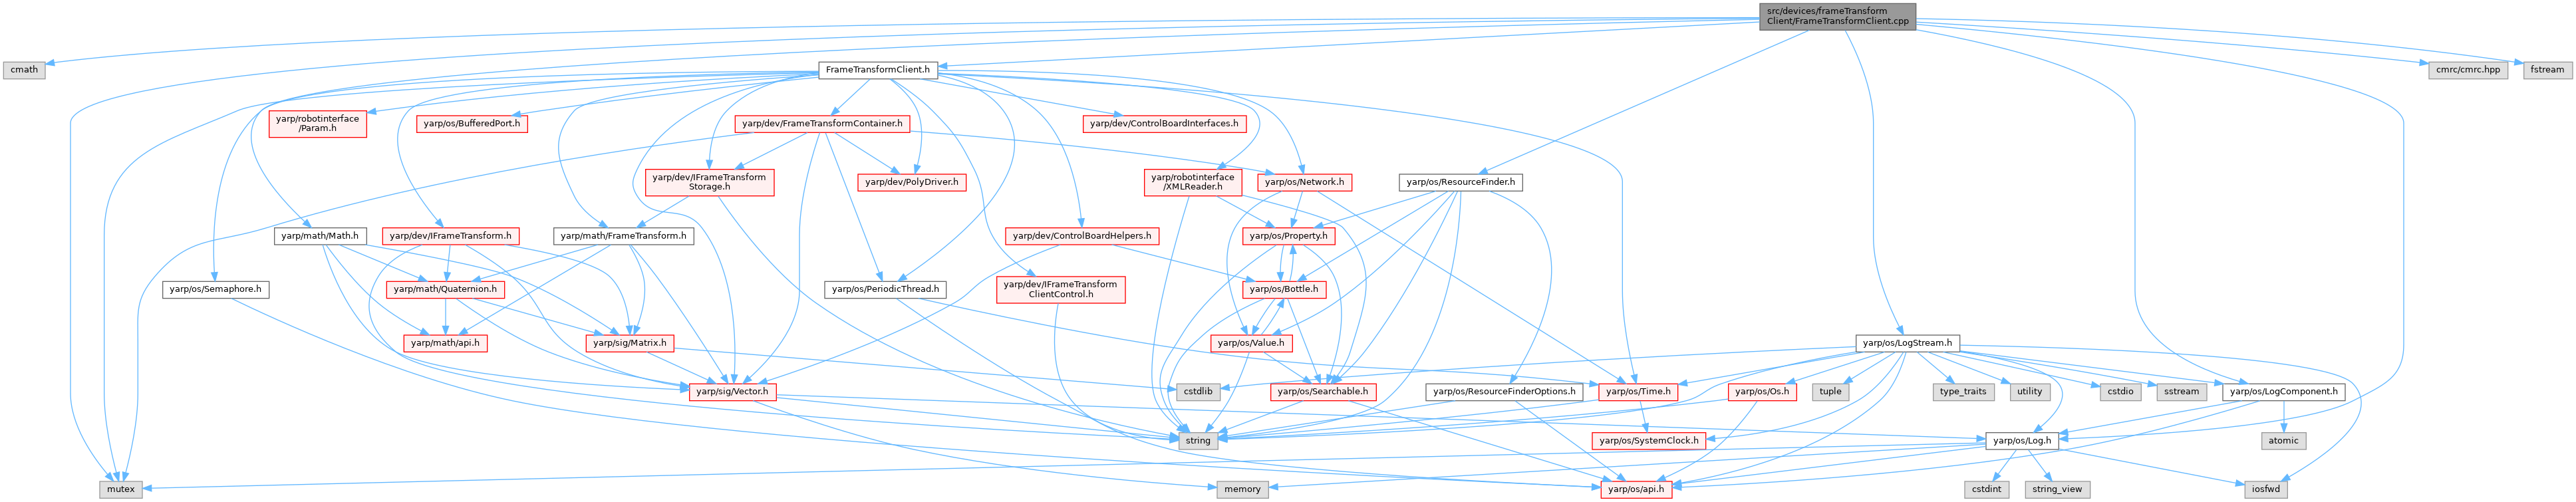 src/devices/frameTransform
Client/FrameTransformClient.cpp
cmath
FrameTransformClient.h
cmrc/cmrc.hpp
fstream
yarp/robotinterface
/Param.h
yarp/os/BufferedPort.h
yarp/dev/FrameTransformContainer.h
yarp/dev/ControlBoardInterfaces.h
yarp/dev/IFrameTransform
Storage.h
yarp/dev/PolyDriver.h
yarp/robotinterface
/XMLReader.h
yarp/os/Network.h
yarp/os/ResourceFinder.h
yarp/math/Math.h
yarp/dev/IFrameTransform.h
yarp/math/FrameTransform.h
yarp/dev/ControlBoardHelpers.h
yarp/os/Property.h
yarp/os/Semaphore.h
yarp/math/Quaternion.h
yarp/os/PeriodicThread.h
yarp/dev/IFrameTransform
ClientControl.h
yarp/os/Bottle.h
yarp/math/api.h
yarp/sig/Matrix.h
yarp/os/Value.h
yarp/os/LogStream.h
yarp/sig/Vector.h
cstdlib
yarp/os/Searchable.h
yarp/os/ResourceFinderOptions.h
yarp/os/Time.h
yarp/os/Os.h
tuple
type_traits
utility
cstdio
sstream
yarp/os/LogComponent.h
string
yarp/os/SystemClock.h
yarp/os/Log.h
atomic
mutex
memory
yarp/os/api.h
cstdint
string_view
iosfwd